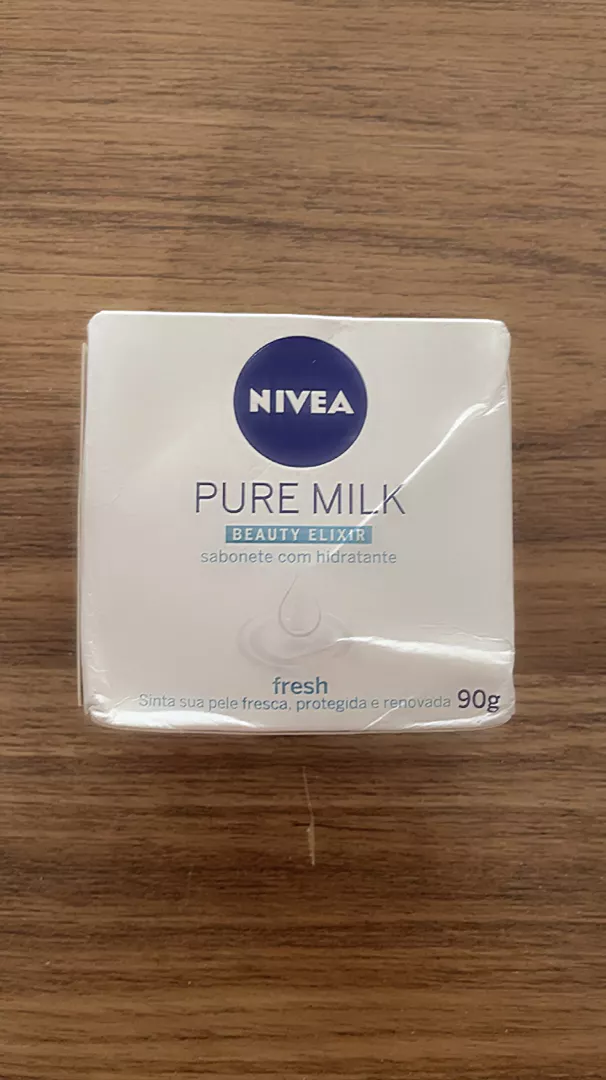 NIVEA
PURE MILK
BEAUTY ELIXIR
sabonete com hidratante
fresh
Sinta sua pele fresca, protegida e renovada 90g